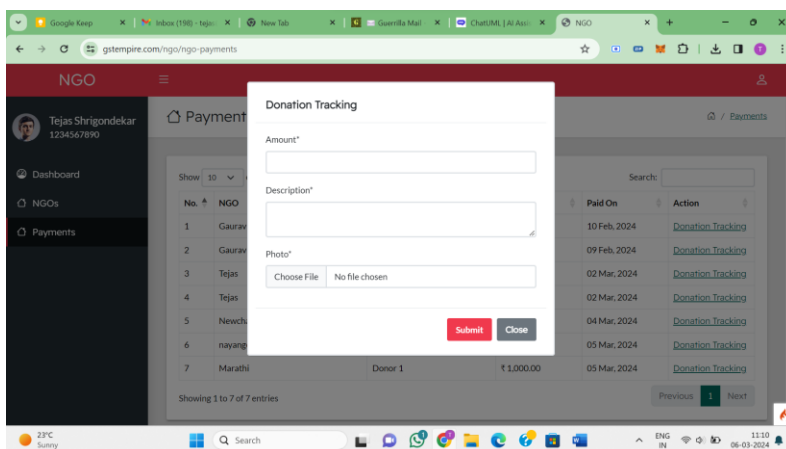 Google Keep
Inbox (198) - tejas
New Tab
Guerrilla Mail -
ChatUML | AI Assis
NGO
gstempire.com/ngo/ngo-payments
NGO
Tejas Shrigondekar
1234567890
Payment
/ Payments
Donation Tracking
Amount*
Description*
Photo*
Choose File No file chosen
Submit Close
Dashboard
NGOs
Payments
Show 10
Search:
No. NGO Paid On Action
1 Gaurav 10 Feb, 2024 Donation Tracking
2 Gaurav 09 Feb, 2024 Donation Tracking
3 Tejas 02 Mar, 2024 Donation Tracking
4 Tejas 02 Mar, 2024 Donation Tracking
5 Newcha 04 Mar, 2024 Donation Tracking
6 nayang 05 Mar, 2024 Donation Tracking
7 Marathi Donor 1 ₹ 1,000.00 05 Mar, 2024 Donation Tracking
Showing 1 to 7 of 7 entries
Previous 1 Next
23°C
Sunny
Search
ENG
IN
11:10
06-03-2024